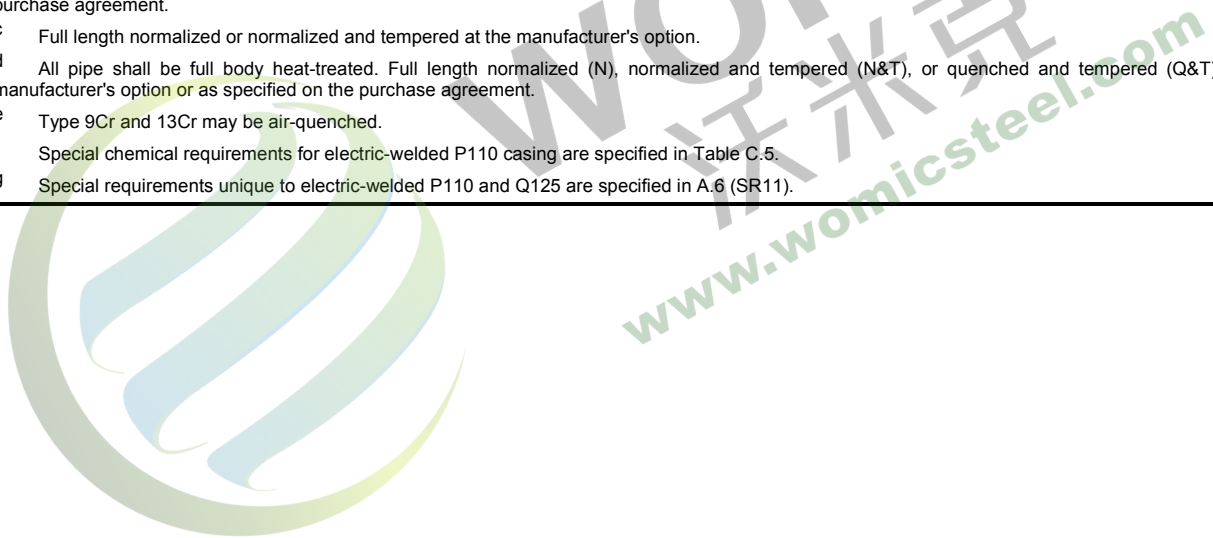 purchase agreement.
c Full length normalized or normalized and tempered at the manufacturer's option.
d All pipe shall be full body heat-treated. Full length normalized (N), normalized and tempered (N&T), or quenched and tempered (Q&T)
manufacturer's option or as specified on the purchase agreement.
e Type 9Cr and 13Cr may be air-quenched.
Special chemical requirements for electric-welded P110 casing are specified in Table C.5.
g Special requirements unique to electric-welded P110 and Q125 are specified in A.6 (SR11).
沃米克
www.womicsteel.com